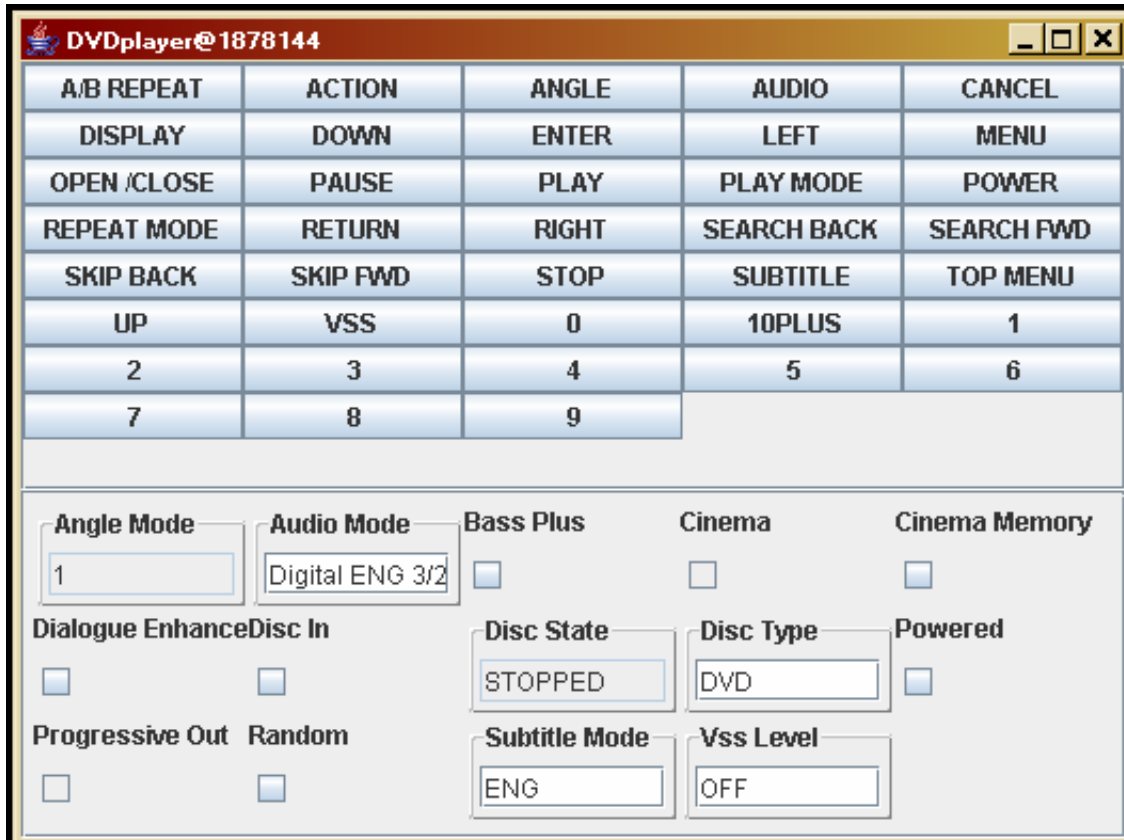 DVDplayer@1878144
A/B REPEAT ACTION ANGLE AUDIO CANCEL
DISPLAY DOWN ENTER LEFT MENU
OPEN /CLOSE PAUSE PLAY PLAY MODE POWER
REPEAT MODE RETURN RIGHT SEARCH BACK SEARCH FWD
SKIP BACK SKIP FWD STOP SUBTITLE TOP MENU
UP VSS 0 10PLUS 1
2 3 4 5 6
7 8 9
Angle Mode Audio Mode Bass Plus Cinema Cinema Memory
1 Digital ENG 3/2
Dialogue Enhance Disc In Disc State Disc Type Powered
STOPPED DVD
Progressive Out Random Subtitle Mode Vss Level
ENG OFF